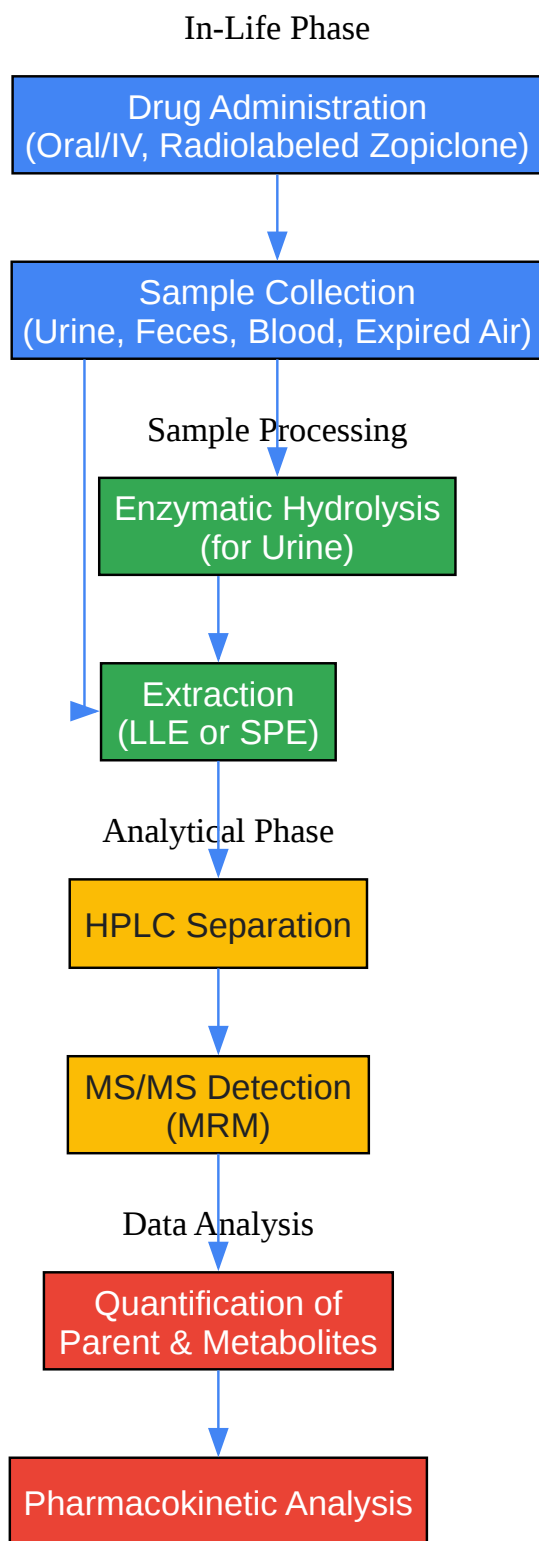 In-Life Phase
Drug Administration
(Oral/IV, Radiolabeled Zopiclone)
Sample Collection
(Urine, Feces, Blood, Expired Air)
Sample Processing
Enzymatic Hydrolysis
(for Urine)
Extraction
(LLE or SPE)
Analytical Phase
HPLC Separation
MS/MS Detection
(MRM)
Data Analysis
Quantification of
Parent & Metabolites
Pharmacokinetic Analysis